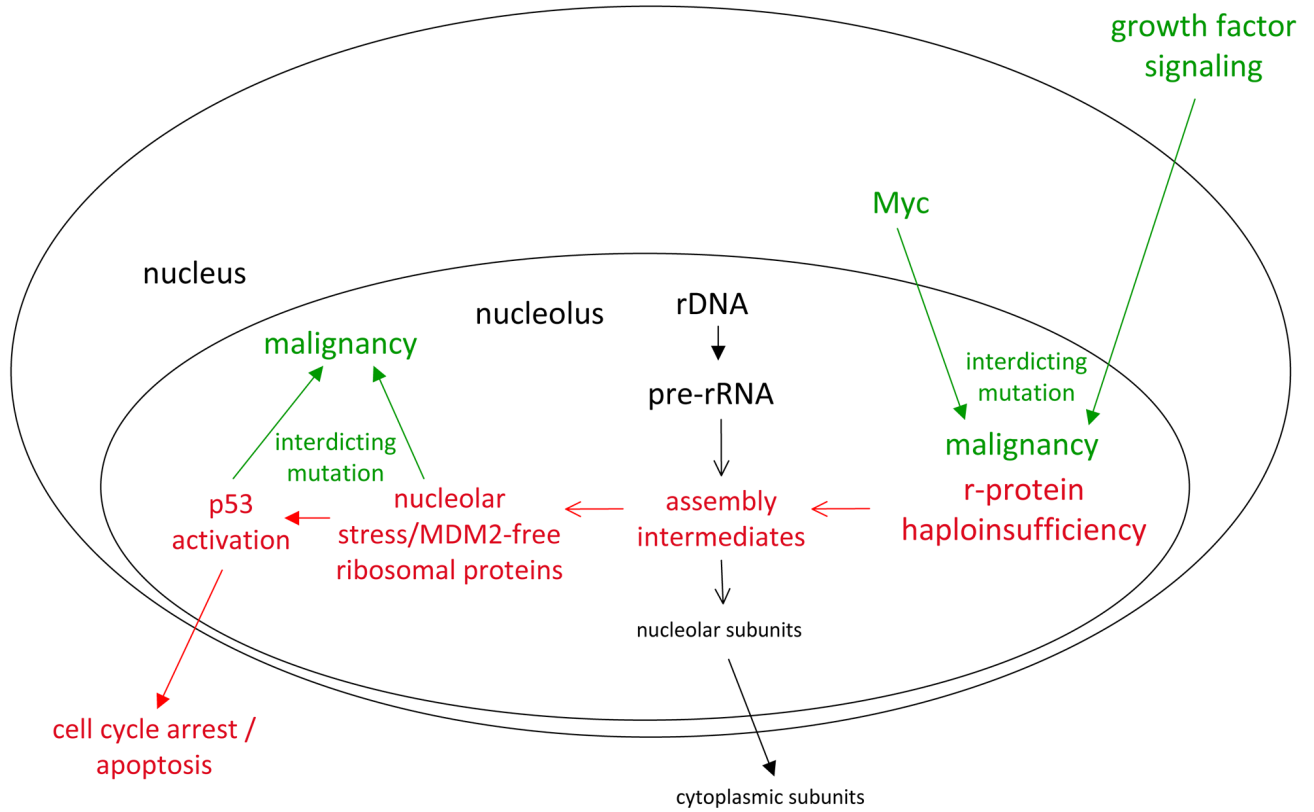 growth factor
signaling
Myc
nucleus
nucleolus
rDNA
malignancy
interdicting
mutation
pre-rRNA
malignancy
interdicting
mutation
p53
activation
nucleolar
stress/MDM2-free
ribosomal proteins
assembly
intermediates
r-protein
haploinsufficiency
nucleolar subunits
cell cycle arrest /
apoptosis
cytoplasmic subunits